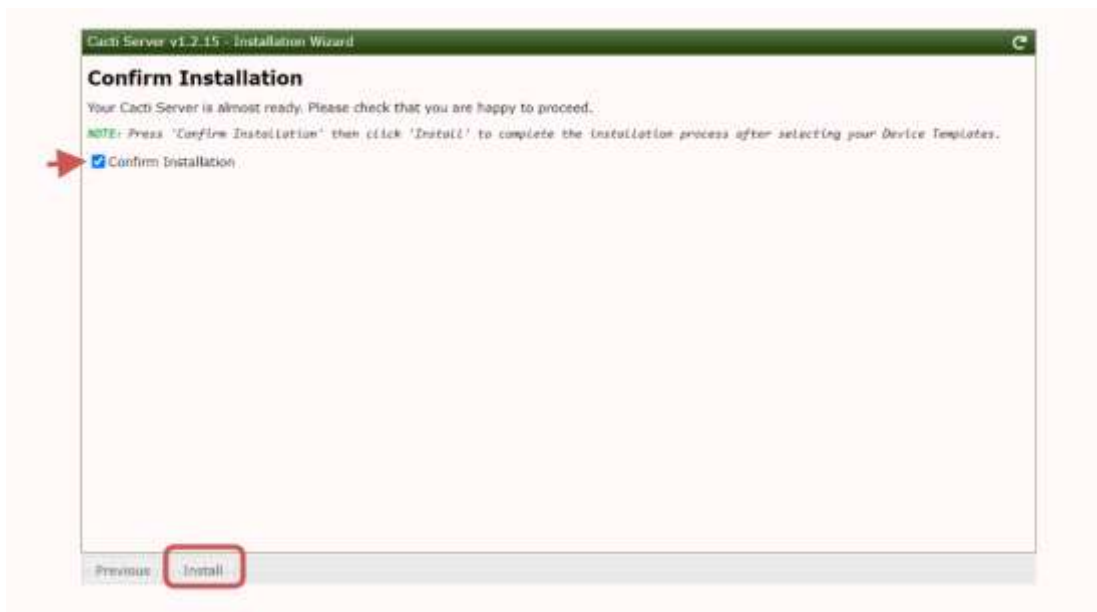 Cacti Server v1.2.15 - Installation Wizard
Confirm Installation
Your Cacti Server is almost ready. Please check that you are happy to proceed.
NOTE: Press 'Confirm Installation' then click 'Install' to complete the installation process after selecting your Device Templates.
Confirm Installation
Previous Install